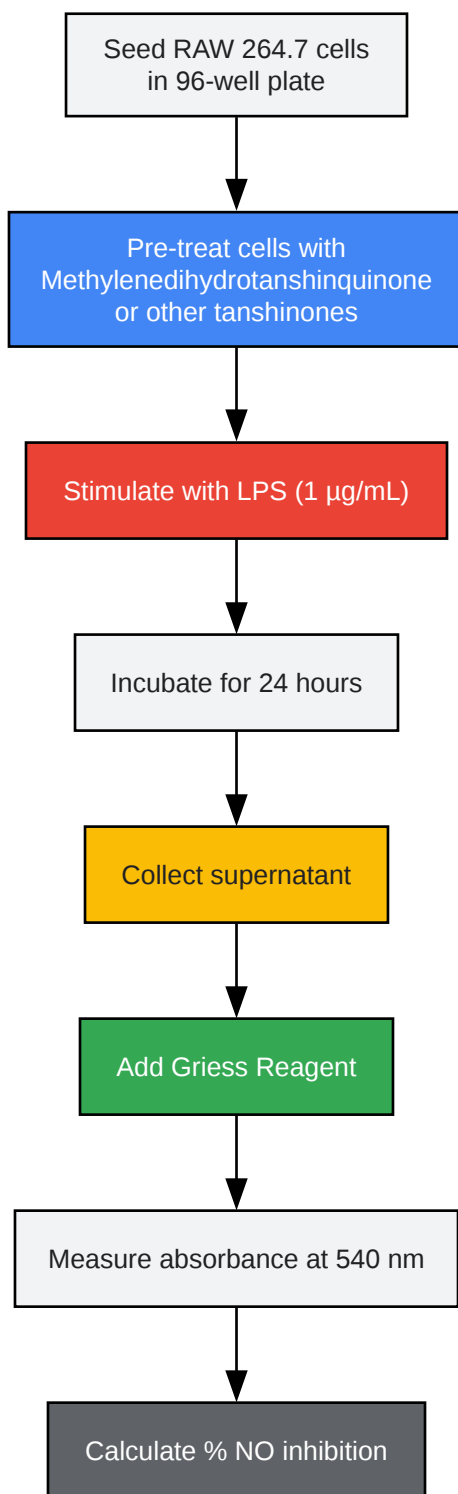 Seed RAW 264.7 cells
in 96-well plate
Pre-treat cells with
Methylenedihydrotanshinquinone
or other tanshinones
Stimulate with LPS (1 µg/mL)
Incubate for 24 hours
Collect supernatant
Add Griess Reagent
Measure absorbance at 540 nm
Calculate % NO inhibition